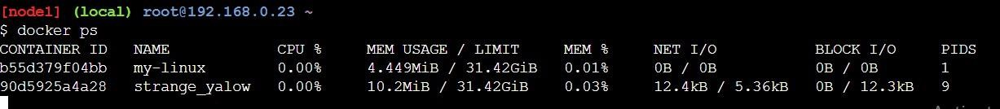 [node1] (local) root@192.168.0.23 ~
$ docker ps
CONTAINER ID NAME CPU % MEM USAGE / LIMIT MEM % NET I/O BLOCK I/O PIDS
b55d379f04bb my-linux 0.00% 4.449MiB / 31.42GiB 0.01% 0B / 0B 0B / 0B 1
90d5925a4a28 strange_yalow 0.00% 10.2MiB / 31.42GiB 0.03% 12.4kB / 5.36kB 0B / 12.3kB 9